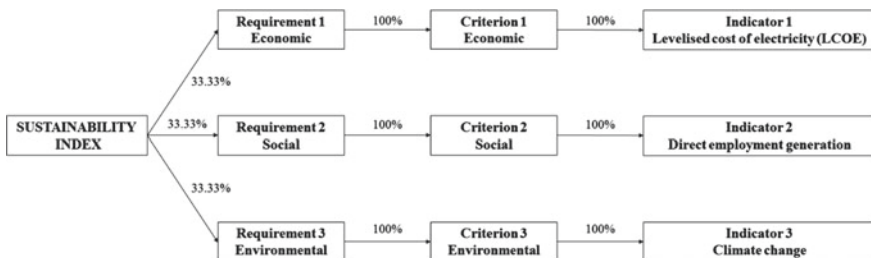 Requirement 1
Economic
100%
Criterion 1
Economic
100%
Indicator 1
Levelised cost of electricity (LCOE)
33.33%
SUSTAINABILITY
INDEX
33.33%
Requirement 2
Social
100%
Criterion 2
Social
100%
Indicator 2
Direct employment generation
33.33%
Requirement 3
Environmental
100%
Criterion 3
Environmental
100%
Indicator 3
Climate change